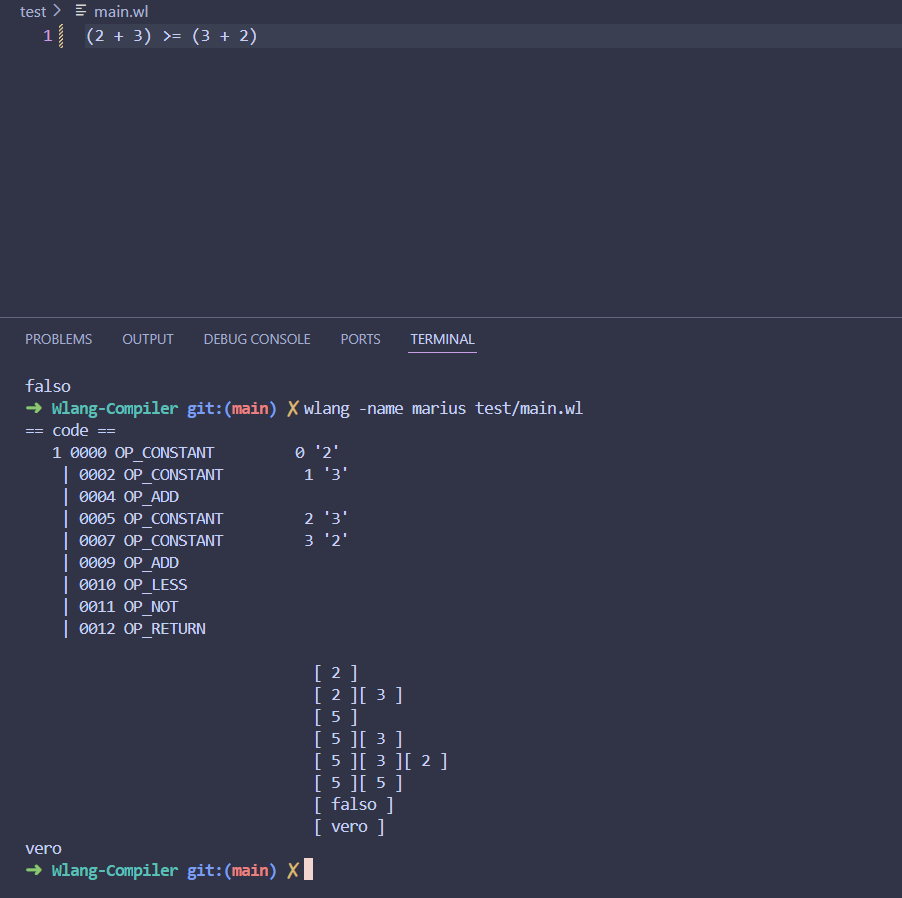 test > main.wl
1 (2 + 3) >= (3 + 2)
PROBLEMS OUTPUT DEBUG CONSOLE PORTS TERMINAL
falso
➜ Wlang-Compiler git:(main) ✗ wlang -name marius test/main.wl
== code ==
1 0000 OP_CONSTANT 0 '2'
| 0002 OP_CONSTANT 1 '3'
| 0004 OP_ADD
| 0005 OP_CONSTANT 2 '3'
| 0007 OP_CONSTANT 3 '2'
| 0009 OP_ADD
| 0010 OP_LESS
| 0011 OP_NOT
| 0012 OP_RETURN
[ 2 ]
[ 2 ][ 3 ]
[ 5 ]
[ 5 ][ 3 ]
[ 5 ][ 3 ][ 2 ]
[ 5 ][ 5 ]
[ falso ]
[ vero ]
vero
➜ Wlang-Compiler git:(main) ✗